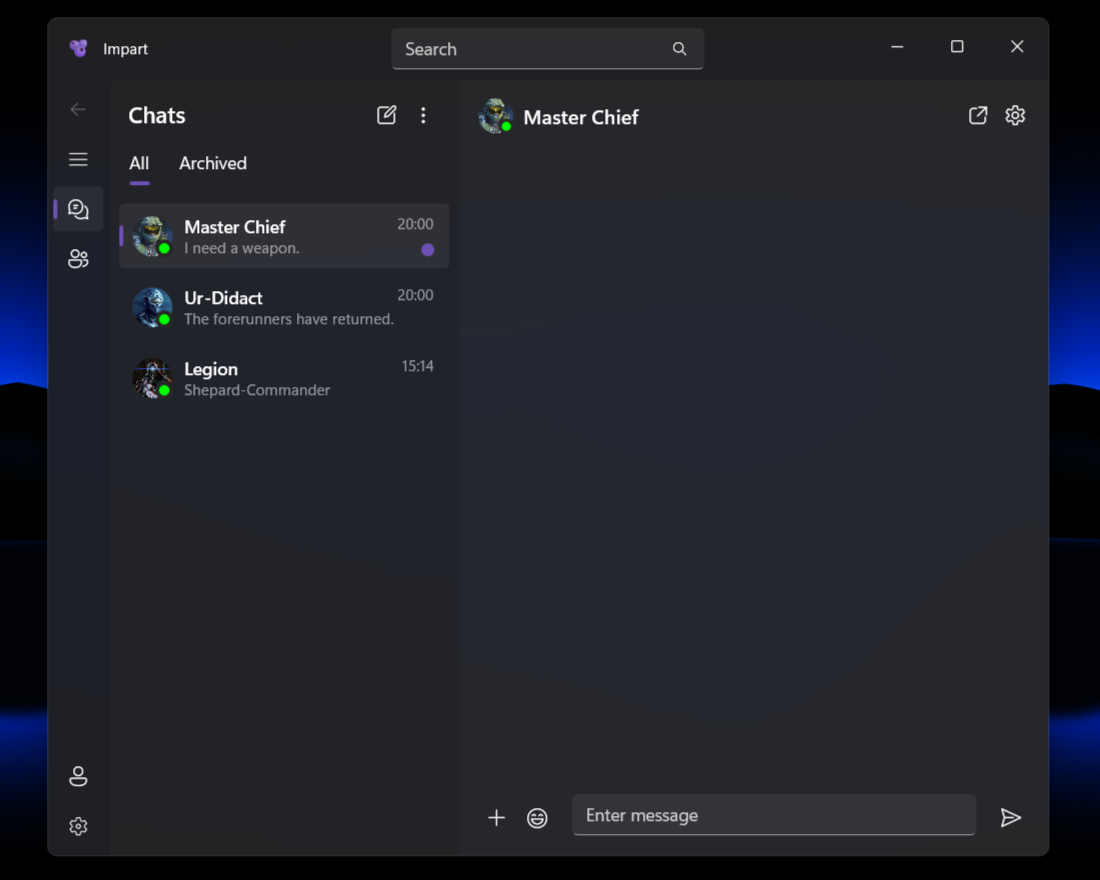 Impart
Search
Chats
All Archived
Master Chief 20:00
I need a weapon.
Ur-Didact 20:00
The forerunners have returned.
Legion 15:14
Shepard-Commander
Master Chief
Enter message